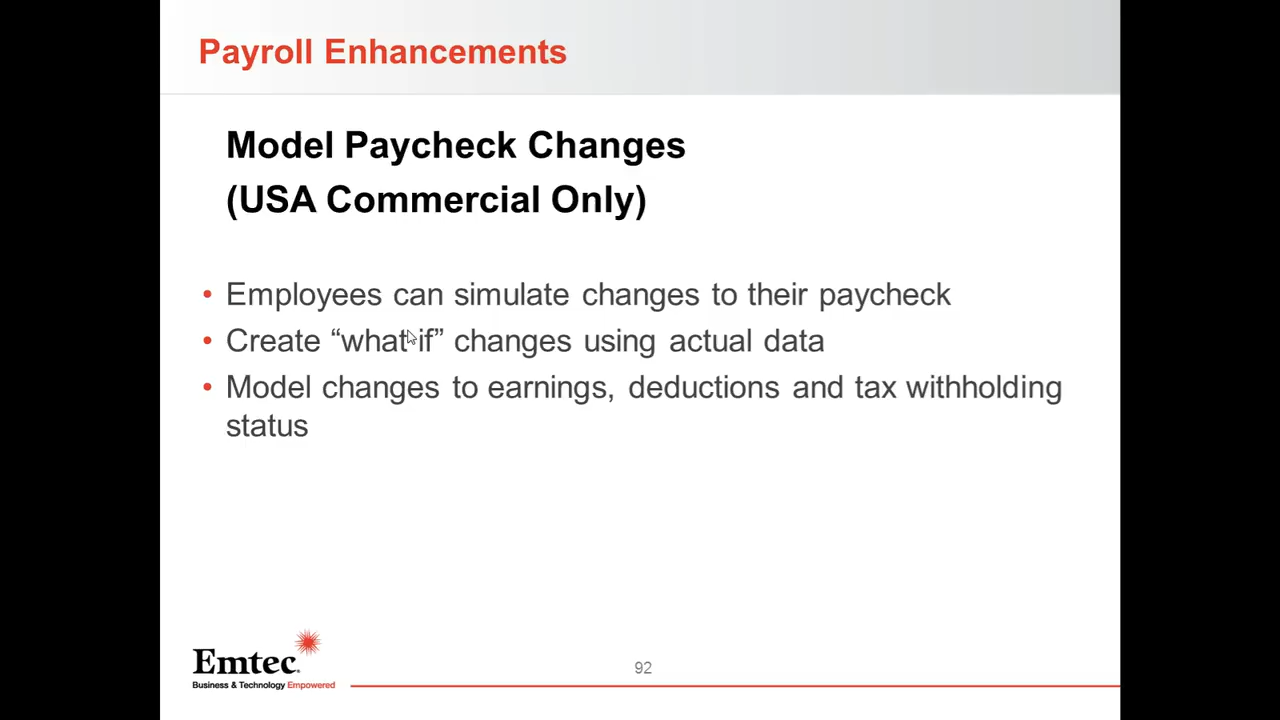 Payroll Enhancements
Model Paycheck Changes
(USA Commercial Only)
• Employees can simulate changes to their paycheck
• Create “what if” changes using actual data
• Model changes to earnings, deductions and tax withholding
status
Emtec
Business & Technology Empowered
92